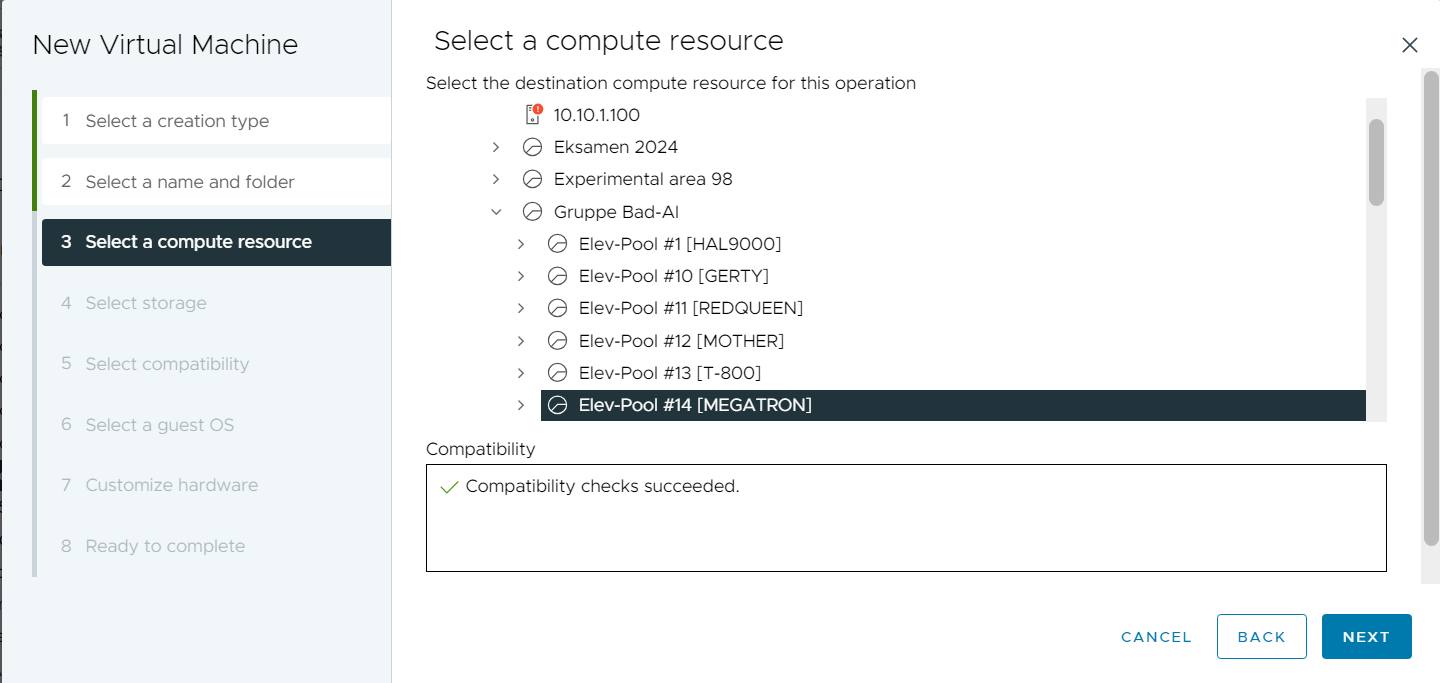 New Virtual Machine
1 Select a creation type
2 Select a name and folder
3 Select a compute resource
4 Select storage
5 Select compatibility
6 Select a guest OS
7 Customize hardware
8 Ready to complete
Select a compute resource
Select the destination compute resource for this operation
10.10.1.100
Eksamen 2024
Experimental area 98
Gruppe Bad-AI
Elev-Pool #1 [HAL9000]
Elev-Pool #10 [GERTY]
Elev-Pool #11 [REDQUEEN]
Elev-Pool #12 [MOTHER]
Elev-Pool #13 [T-800]
Elev-Pool #14 [MEGATRON]
Compatibility
Compatibility checks succeeded.
CANCEL BACK NEXT